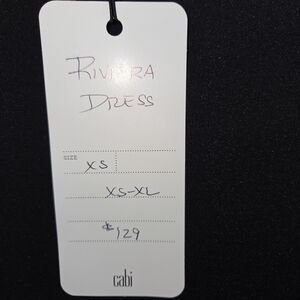 RIVIERA
DRESS
SIZE XS
XS-XL
$129
cabi